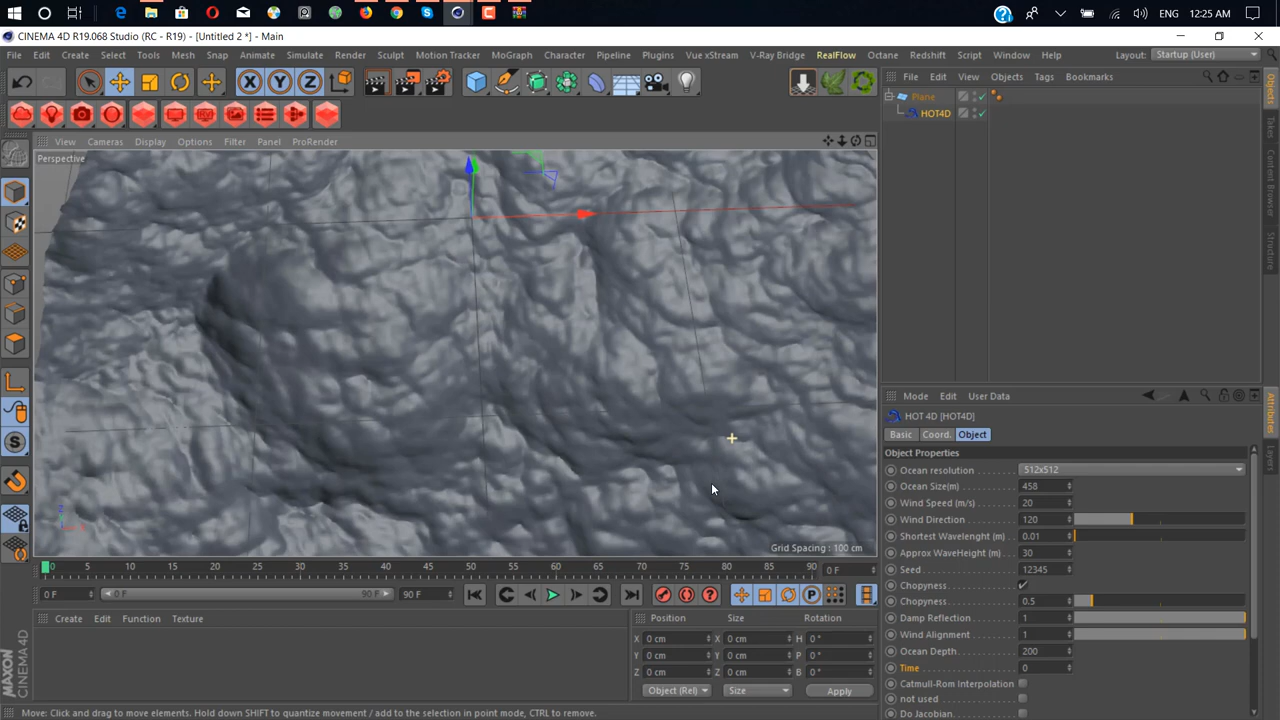 ENG 12:25 AM
CINEMA 4D R19.068 Studio (RC - R19) - [Untitled 2 *] - Main
File Edit Create Select Tools Mesh Snap Animate Simulate Render Sculpt Motion Tracker MoGraph Character Pipeline Plugins Vue xStream V-Ray Bridge RealFlow Octane Redshift Script Window Help Layout: Startup (User)
X Y Z
RV
File Edit View Objects Tags Bookmarks
Plane
HOT4D
View Cameras Display Options Filter Panel ProRender
Perspective
Objects
Takes
Content Browser
Structure
Grid Spacing : 100 cm
Mode Edit User Data
HOT 4D [HOT4D]
Basic Coord. Object
Object Properties
Ocean resolution 512x512
Ocean Size(m) 458
Wind Speed (m/s) 20
Wind Direction 120
Shortest Wavelenght (m) 0.01
Approx WaveHeight (m) 30
Seed 12345
Chopyness
Chopyness 0.5
Damp Reflection 1
Wind Alignment 1
Ocean Depth 200
Time 0
Catmull-Rom Interpolation
not used
Do Jacobian
Attributes
Layers
0 5 10 15 20 25 30 35 40 45 50 55 60 65 70 75 80 85 90 0 F
0 F 0 F 90 F 90 F
Create Edit Function Texture
Position Size Rotation
X 0 cm X 0 cm H 0 °
Y 0 cm Y 0 cm P 0 °
Z 0 cm Z 0 cm B 0 °
Object (Rel) Size Apply
MAXON
CINEMA 4D
Move: Click and drag to move elements. Hold down SHIFT to quantize movement / add to the selection in point mode, CTRL to remove.